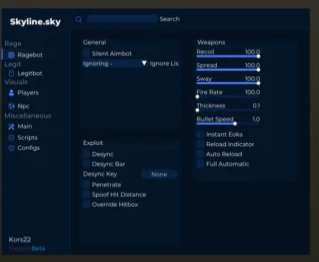 Skyline.sky
Search
Rage
Ragebot
Legit
Legitbot
Visuals
Players
Npc
Miscellaneous
Main
Scripts
Configs
Kors22
Beta
General
Silent Aimbot
Ignoring - Ignore Lis
Exploit
Desync
Desync Bar
Desync Key None
Penetrate
Spoof Hit Distance
Override Hitbox
Weapons
Recoil 100.0
Spread 100.0
Sway 100.0
Fire Rate 100.0
Thickness 0.1
Bullet Speed 1.0
Instant Eoka
Reload Indicator
Auto Reload
Full Automatic